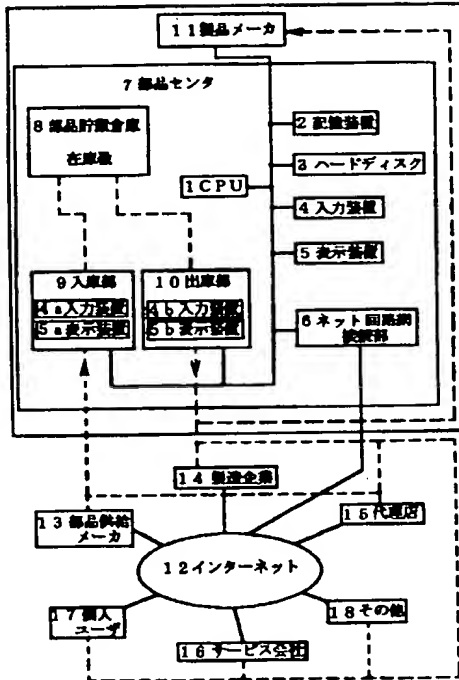 11製品メーカ
7部品センタ
8部品貯蔵倉庫
在庫数
2記憶装置
3ハードディスク
1CPU
4入力装置
5表示装置
9入庫部
4a入力装置
5a表示装置
10出庫部
4b入力装置
5b表示装置
6ネット回路網
接続部
14製造企業
13部品供給
メーカ
15代理店
12インターネット
17個人
ユーザ
18その他
16サービス会社